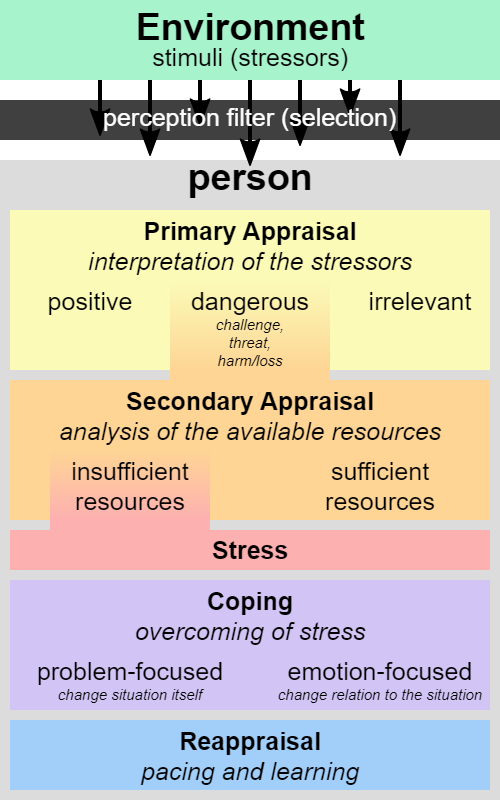 Environment
stimuli (stressors)
perception filter (selection)
person
Primary Appraisal
interpretation of the stressors
positive
dangerous
irrelevant
challenge,
threat,
harm/loss
Secondary Appraisal
analysis of the available resources
insufficient
resources
sufficient
resources
Stress
Coping
overcoming of stress
problem-focused
change situation itself
emotion-focused
change relation to the situation
Reappraisal
pacing and learning